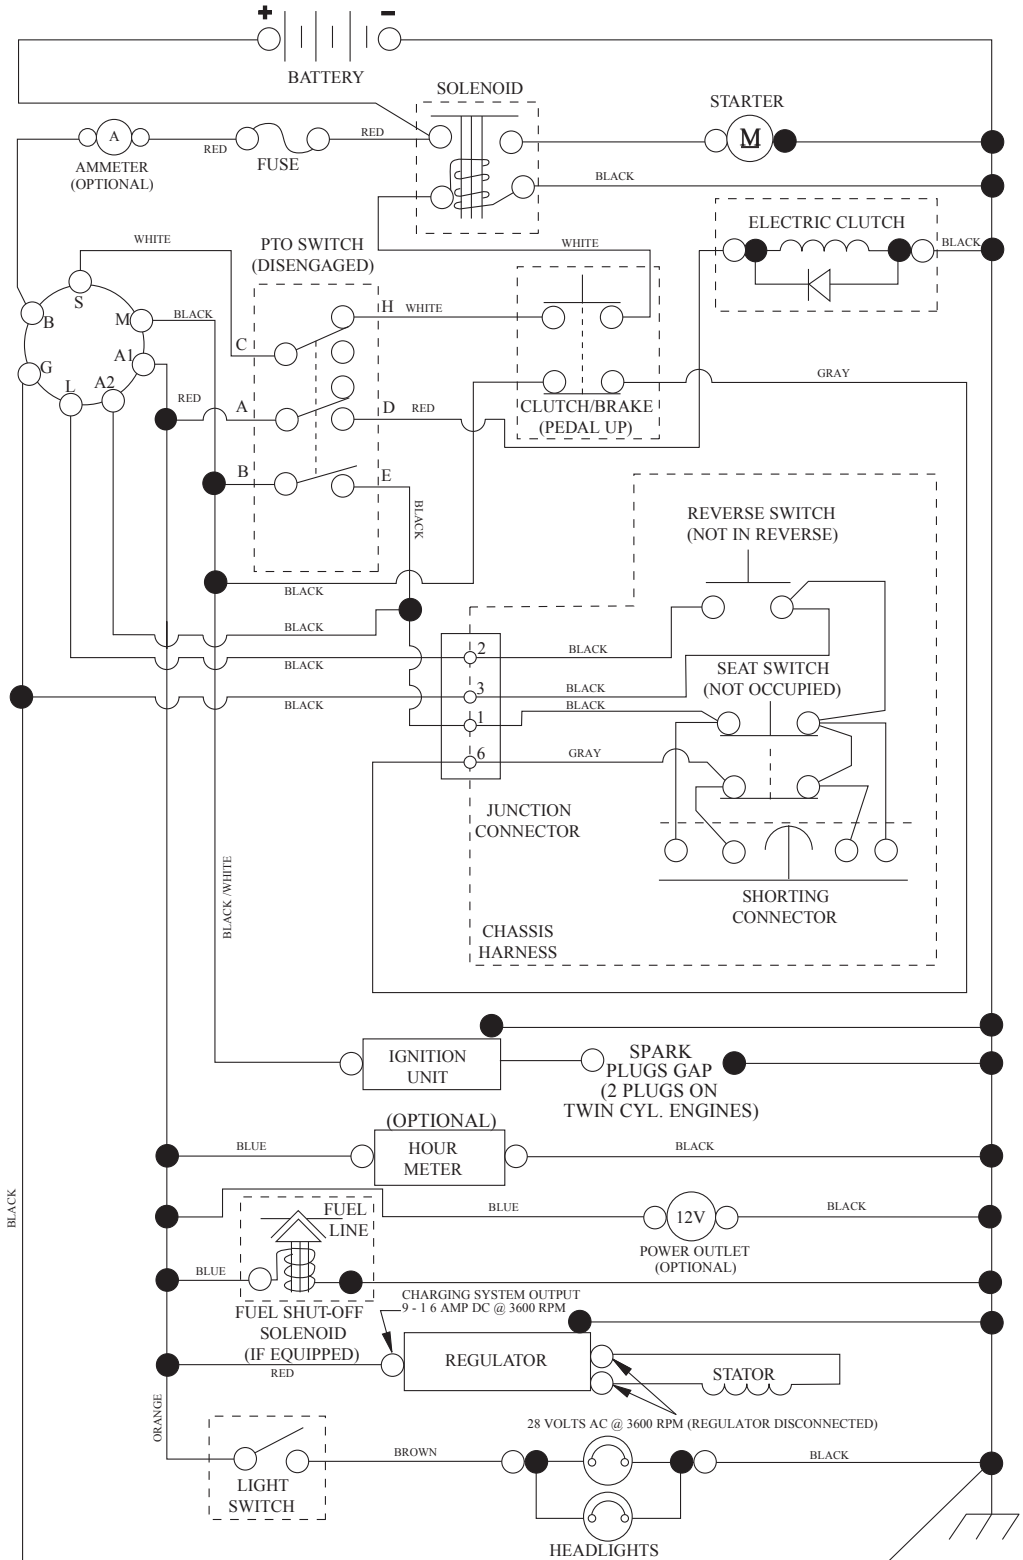 + −
BATTERY
SOLENOID
STARTER
A
RED
RED
M
AMMETER
(OPTIONAL)
FUSE
BLACK
ELECTRIC CLUTCH
WHITE
PTO SWITCH
(DISENGAGED)
WHITE
BLACK
S
B
M
BLACK
H
WHITE
G
A1
C
L
A2
RED
A
D
RED
CLUTCH/BRAKE
(PEDAL UP)
GRAY
B
E
BLACK
REVERSE SWITCH
(NOT IN REVERSE)
BLACK
BLACK
BLACK
2
BLACK
SEAT SWITCH
(NOT OCCUPIED)
3
BLACK
BLACK
BLACK
1
6
GRAY
JUNCTION
CONNECTOR
BLACK /WHITE
SHORTING
CONNECTOR
CHASSIS
HARNESS
IGNITION
UNIT
SPARK
PLUGS GAP
(2 PLUGS ON
TWIN CYL. ENGINES)
(OPTIONAL)
BLUE
HOUR
METER
BLACK
BLACK
FUEL
LINE
BLUE
12V
BLACK
POWER OUTLET
(OPTIONAL)
BLUE
FUEL SHUT-OFF
SOLENOID
(IF EQUIPPED)
CHARGING SYSTEM OUTPUT
9 - 1 6 AMP DC @ 3600 RPM
RED
REGULATOR
STATOR
ORANGE
28 VOLTS AC @ 3600 RPM (REGULATOR DISCONNECTED)
BROWN
BLACK
LIGHT
SWITCH
HEADLIGHTS